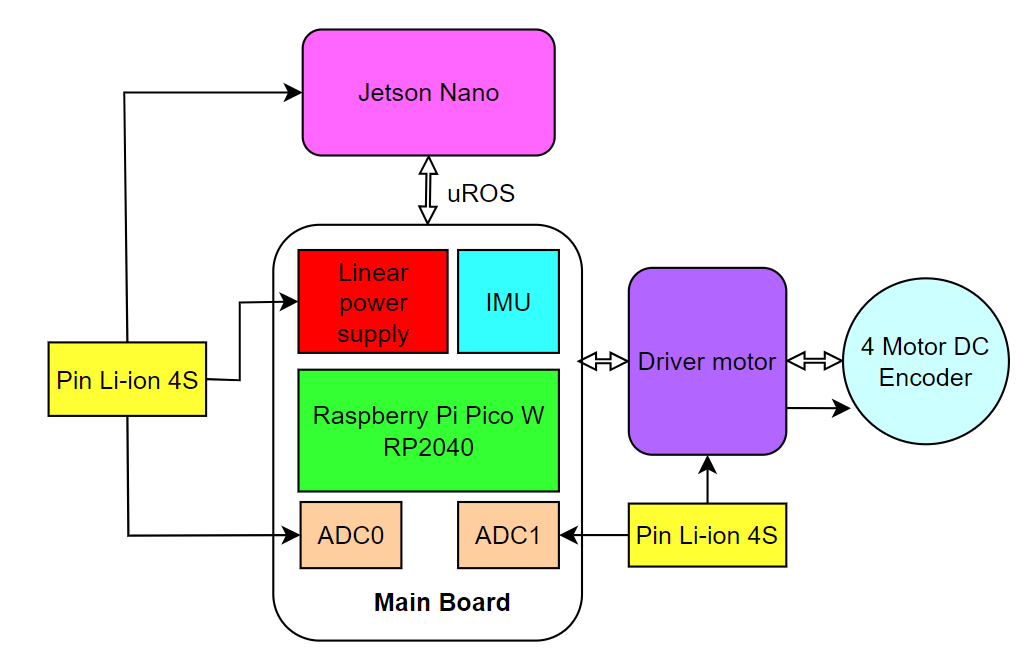 Jetson Nano
uROS
Linear
power
supply
IMU
Pin Li-ion 4S
Raspberry Pi Pico W
RP2040
Driver motor
4 Motor DC
Encoder
ADC0
ADC1
Pin Li-ion 4S
Main Board